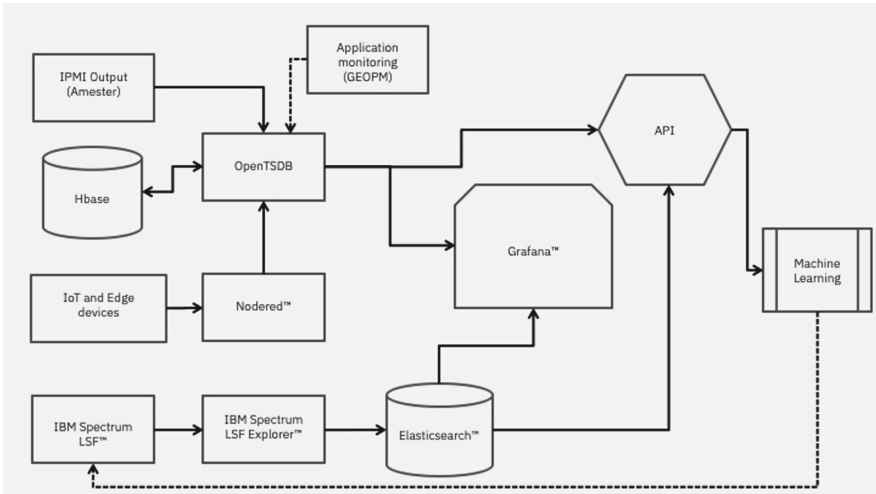 Application
monitoring
(GEOPM)
IPMI Output
(Amester)
API
OpenTSDB
Hbase
Grafana™
Machine
Learning
IoT and Edge
devices
Nodered™
IBM Spectrum
LSF™
IBM Spectrum
LSF Explorer™
Elasticsearch™